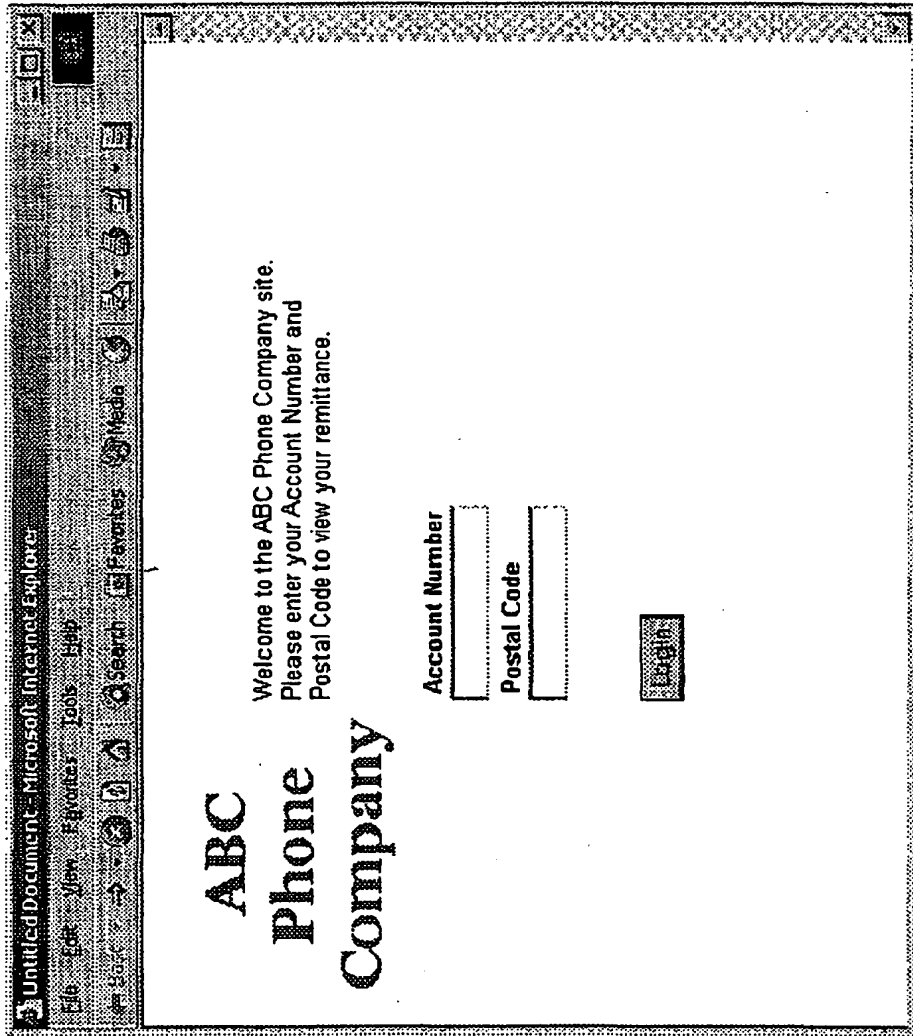 Untitled Document - Microsoft Internet Explorer
File Edit View Favorites Tools Help
Back Search Favorites Media
ABC
Phone
Company
Welcome to the ABC Phone Company site.
Please enter your Account Number and
Postal Code to view your remittance.
Account Number
Postal Code
Login